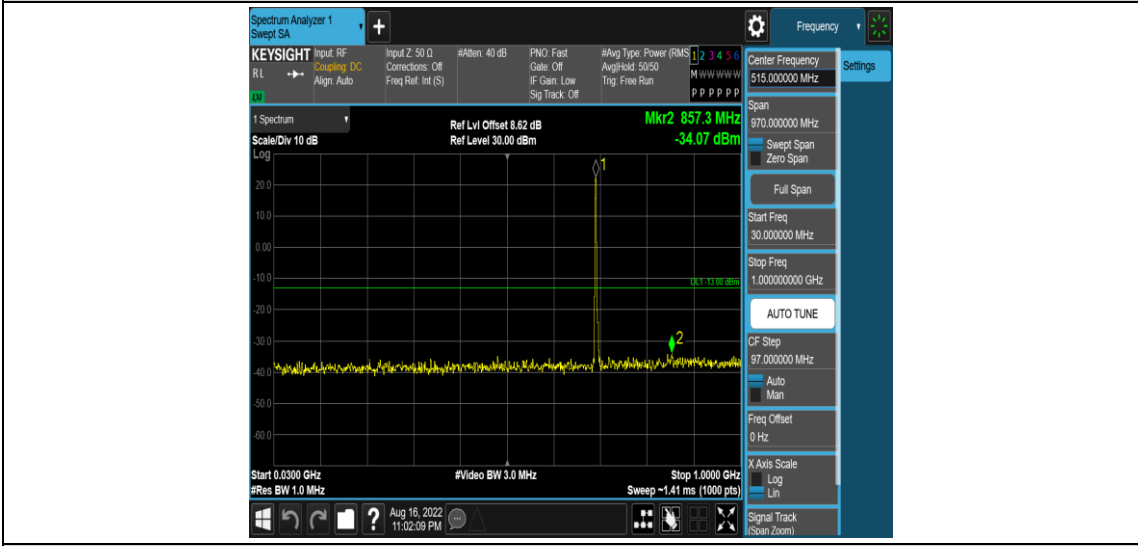 Spectrum Analyzer 1
Swept SA
+
Frequency
KEYSIGHT
RL
Input: RF
Coupling: DC
Align: Auto
Input Z: 50 Ω
Corrections: Off
Freq Ref: Int (S)
#Atten: 40 dB
PNO: Fast
Gate: Off
IF Gain: Low
Sig Track: Off
#Avg Type: Power (RMS
Avg|Hold: 50/50
Trig: Free Run
1 2 3 4 5 6
M W W W W W
P P P P P P
1 Spectrum
Scale/Div 10 dB
Ref Lvl Offset 8.62 dB
Ref Level 30.00 dBm
Mkr2 857.3 MHz
-34.07 dBm
Log
20.0
10.0
0.00
-10.0
-20.0
-30.0
-40.0
-50.0
-60.0
1
DL1 -13.00 dBm
2
Start 0.0300 GHz
#Res BW 1.0 MHz
#Video BW 3.0 MHz
Stop 1.0000 GHz
Sweep ~1.41 ms (1000 pts)
?
Aug 16, 2022
11:02:09 PM
Center Frequency
515.000000 MHz
Span
970.000000 MHz
Swept Span
Zero Span
Full Span
Start Freq
30.000000 MHz
Stop Freq
1.000000000 GHz
AUTO TUNE
CF Step
97.000000 MHz
Auto
Man
Freq Offset
0 Hz
X Axis Scale
Log
Lin
Signal Track
(Span Zoom)
Settings